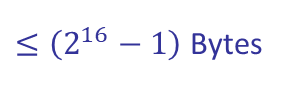 ≤ (2¹⁶ − 1) Bytes